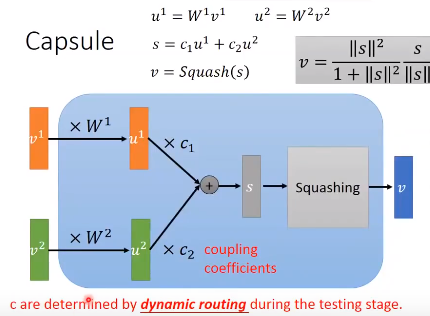 u¹ = W¹v¹ u² = W²v²
Capsule
s = c₁u¹ + c₂u²
v = Squash(s)
v = ‖s‖² / 1 + ‖s‖² s / ‖s‖
v¹ × W¹ u¹ × c₁
+ s Squashing v
v² × W² u² × c₂ coupling
coefficients
c are determined by dynamic routing during the testing stage.